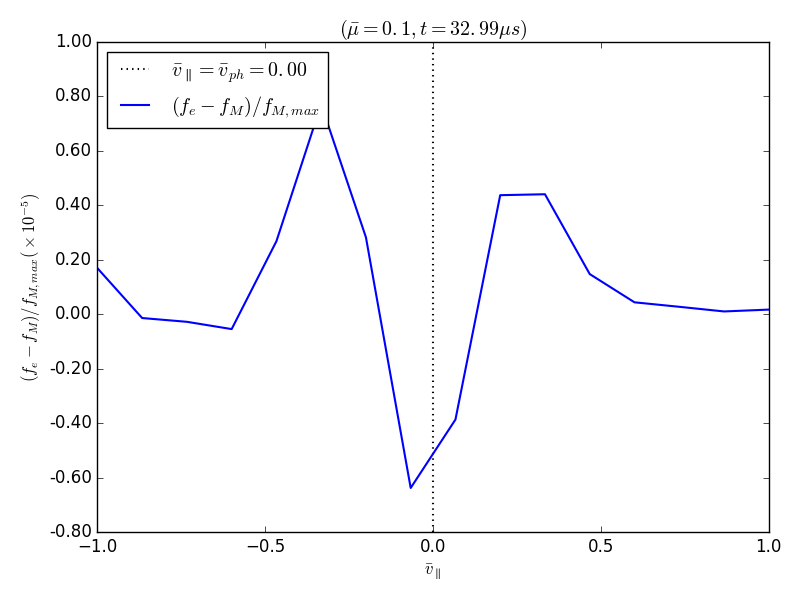 (μ̄ = 0.1, t = 32.99μs)
1.00
v̄∥ = v̄ph = 0.00
(fe − fM)/fM,max
0.80
0.60
0.40
0.20
0.00
-0.20
-0.40
-0.60
-0.80
(fe − fM)/fM,max(×10⁻⁵)
−1.0 −0.5 0.0 0.5 1.0
v̄∥